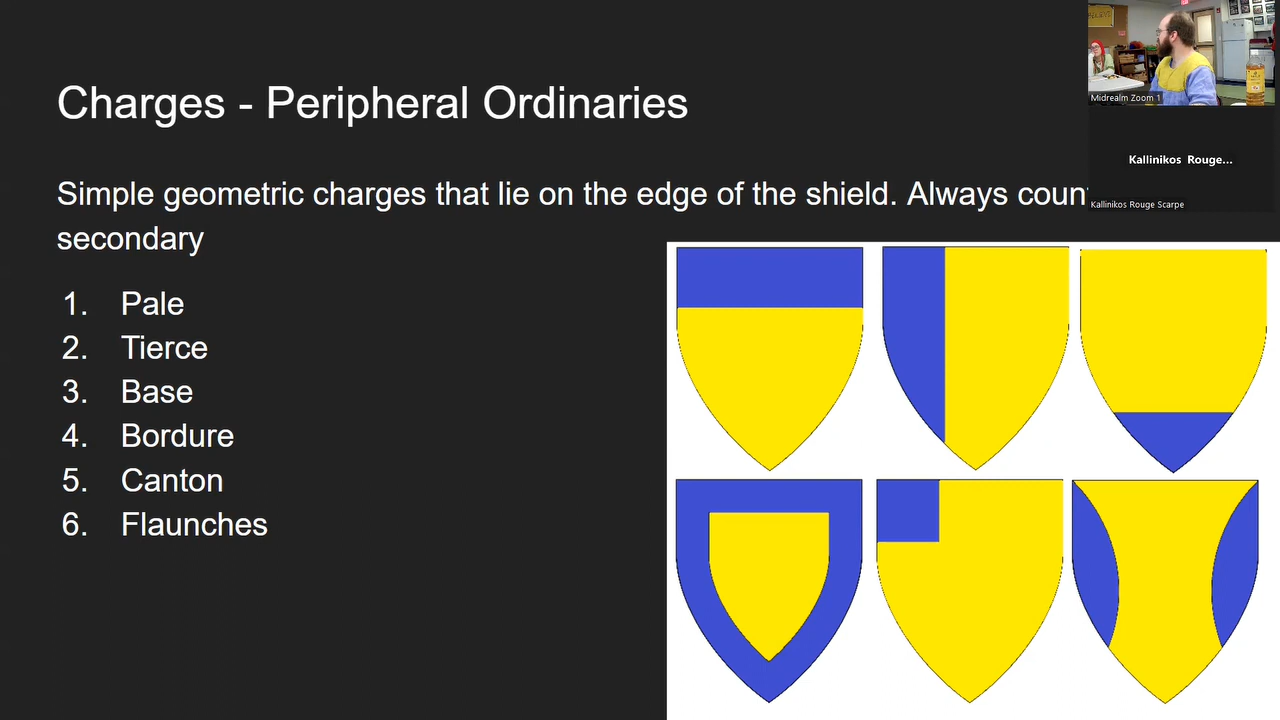 Charges - Peripheral Ordinaries
Simple geometric charges that lie on the edge of the shield. Always coun
secondary
1. Pale
2. Tierce
3. Base
4. Bordure
5. Canton
6. Flaunches
Midrealm Zoom 1
Kallinikos Rouge...
Kallinikos Rouge Scarpe